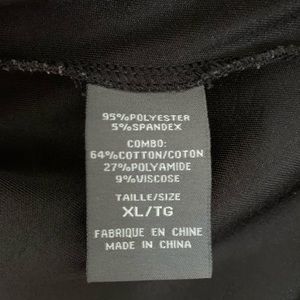 95%POLYESTER
5%SPANDEX
COMBO:
64%COTTON/COTON
27%POLYAMIDE
9%VISCOSE
TAILLE/SIZE
XL/TG
FABRIQUE EN CHINE
MADE IN CHINA